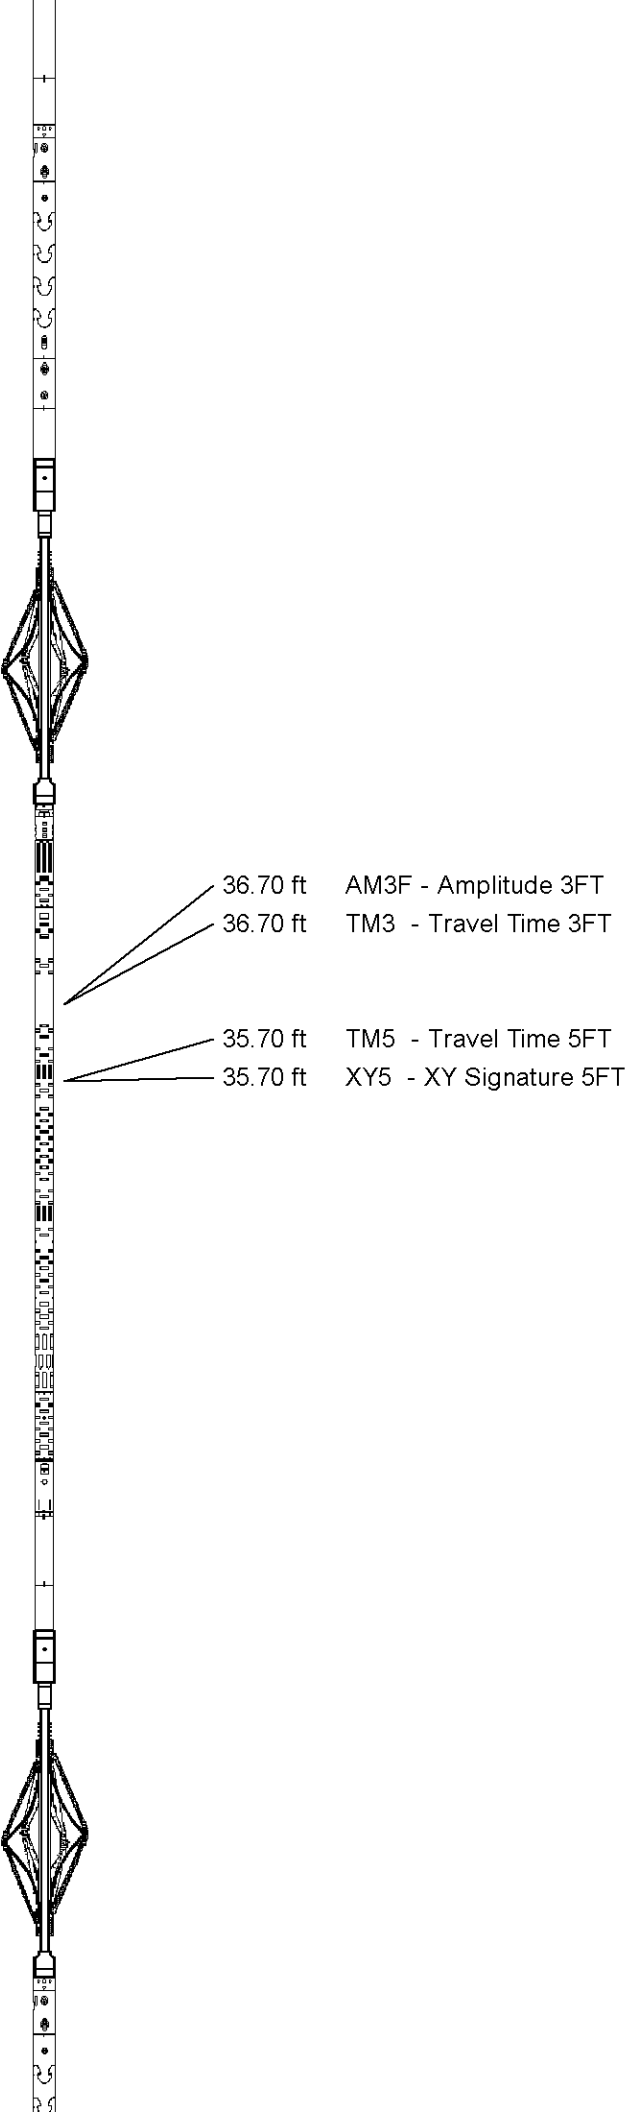 36.70 ft AM3F - Amplitude 3FT
36.70 ft TM3 - Travel Time 3FT
35.70 ft TM5 - Travel Time 5FT
35.70 ft XY5 - XY Signature 5FT